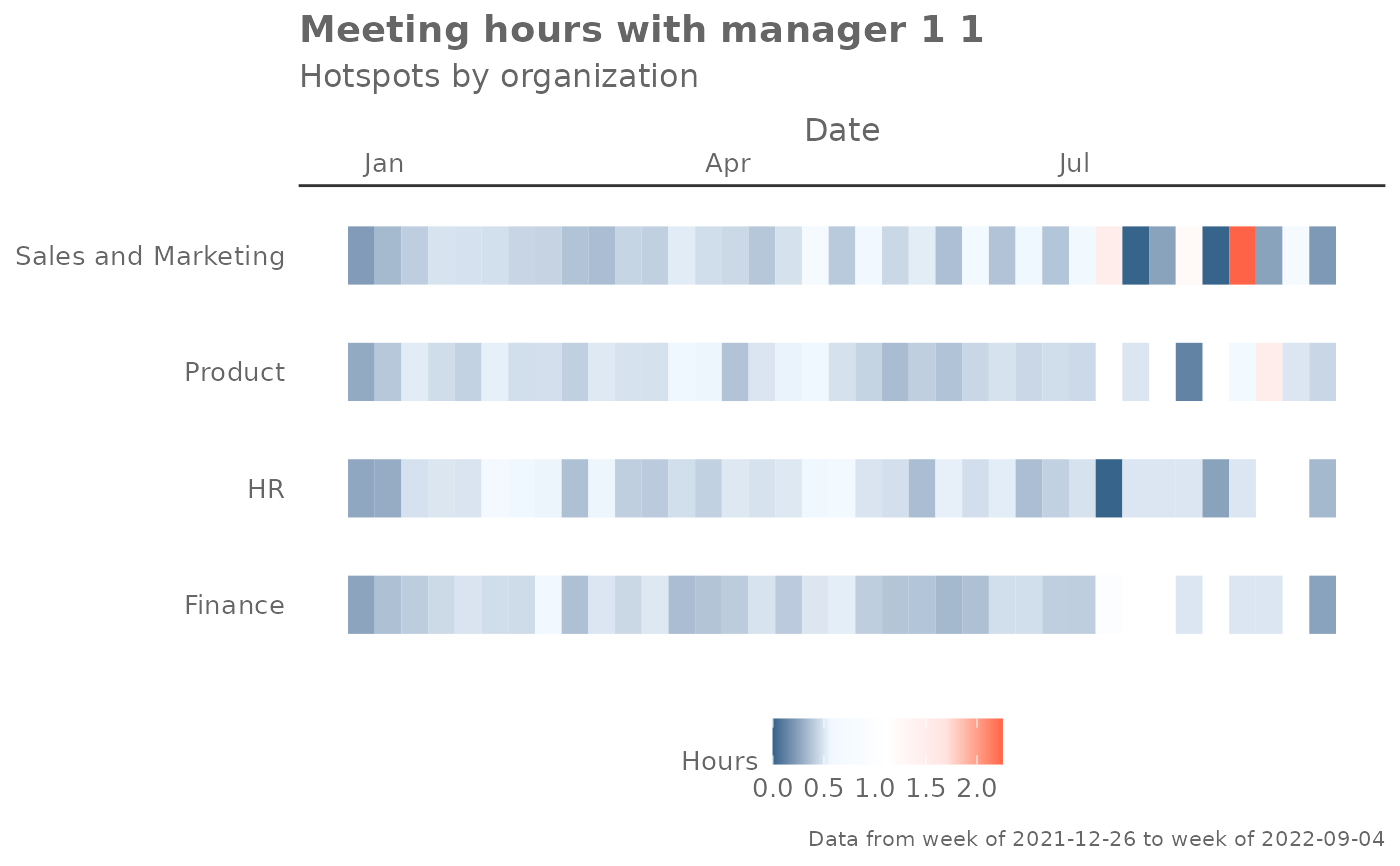 Meeting hours with manager 1 1
Hotspots by organization
Date
Jan Apr Jul
Sales and Marketing
Product
HR
Finance
Hours
0.0 0.5 1.0 1.5 2.0
Data from week of 2021-12-26 to week of 2022-09-04